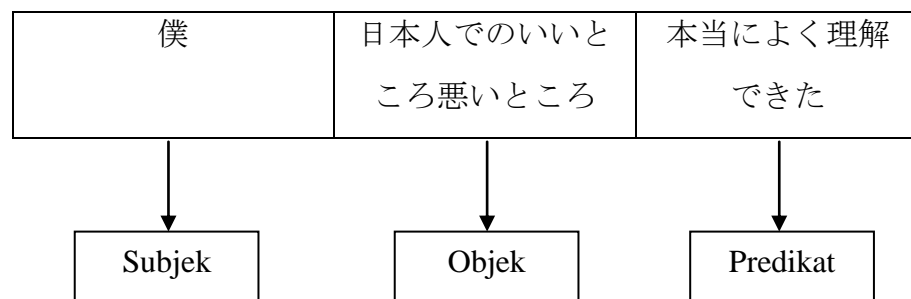 僕
日本人でのいいと
ころ悪いところ
本当によく理解
できた
Subjek
Objek
Predikat